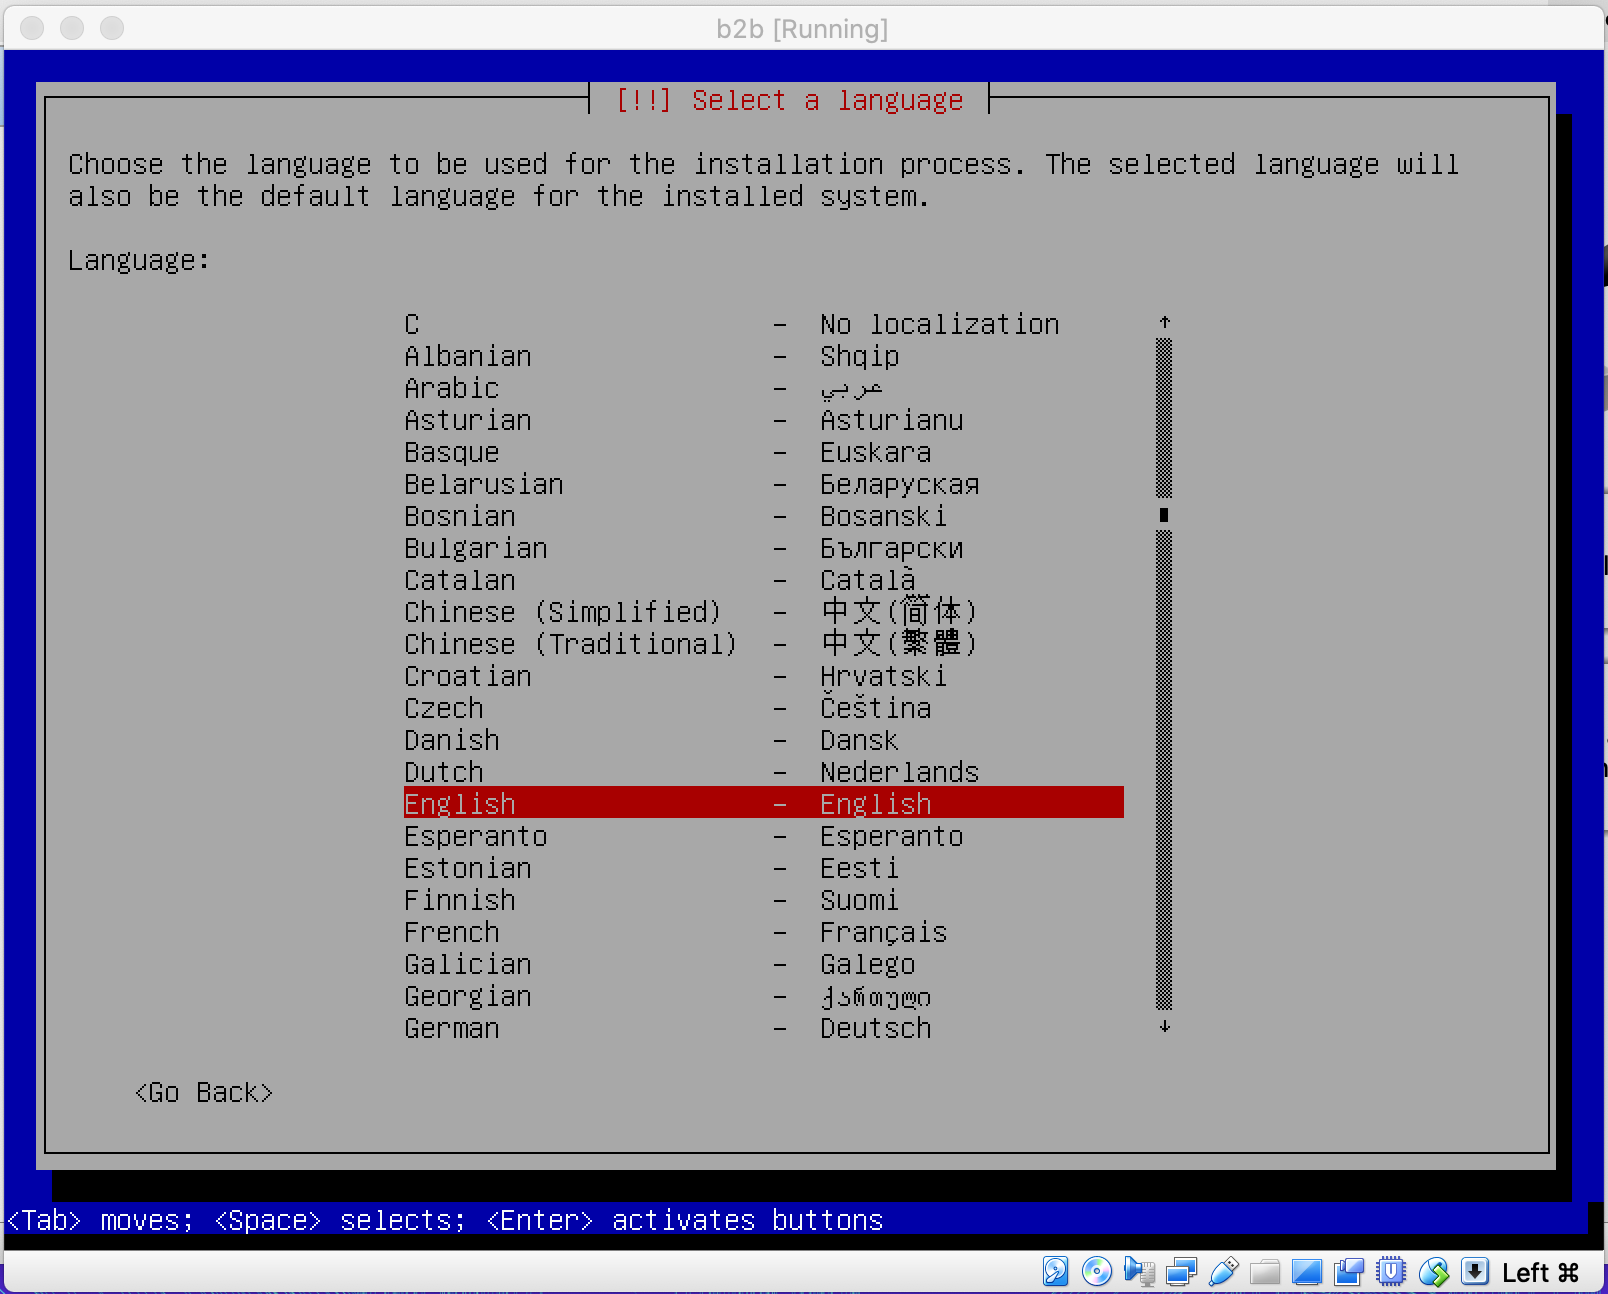 b2b [Running]
[!!] Select a language
Choose the language to be used for the installation process. The selected language will
also be the default language for the installed system.
Language:
C - No localization ↑
Albanian - Shqip
Arabic - عربي
Asturian - Asturianu
Basque - Euskara
Belarusian - Беларуская
Bosnian - Bosanski
Bulgarian - Български
Catalan - Català
Chinese (Simplified) - 中文(简体)
Chinese (Traditional) - 中文(繁體)
Croatian - Hrvatski
Czech - Čeština
Danish - Dansk
Dutch - Nederlands
English - English
Esperanto - Esperanto
Estonian - Eesti
Finnish - Suomi
French - Français
Galician - Galego
Georgian - ქართული
German - Deutsch ↓
<Go Back>
<Tab> moves; <Space> selects; <Enter> activates buttons
Left ⌘